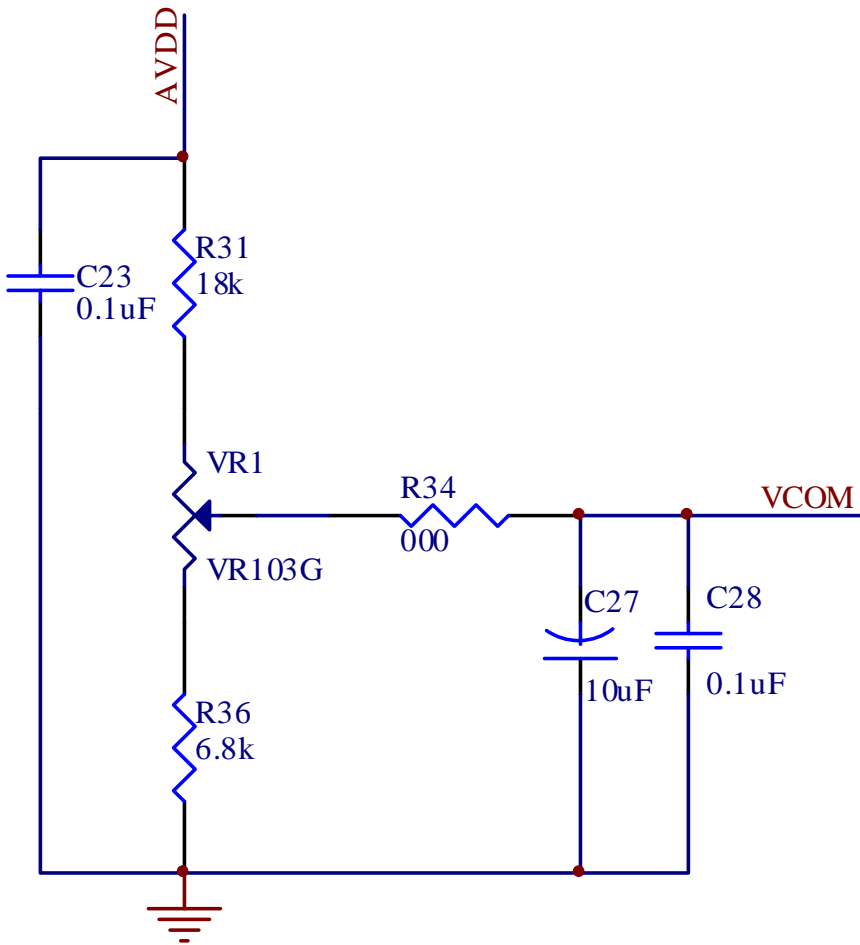 AVDD
R31
18k
C23
0.1uF
VR1
VR103G
R34
000
VCOM
C27
10uF
C28
0.1uF
R36
6.8k